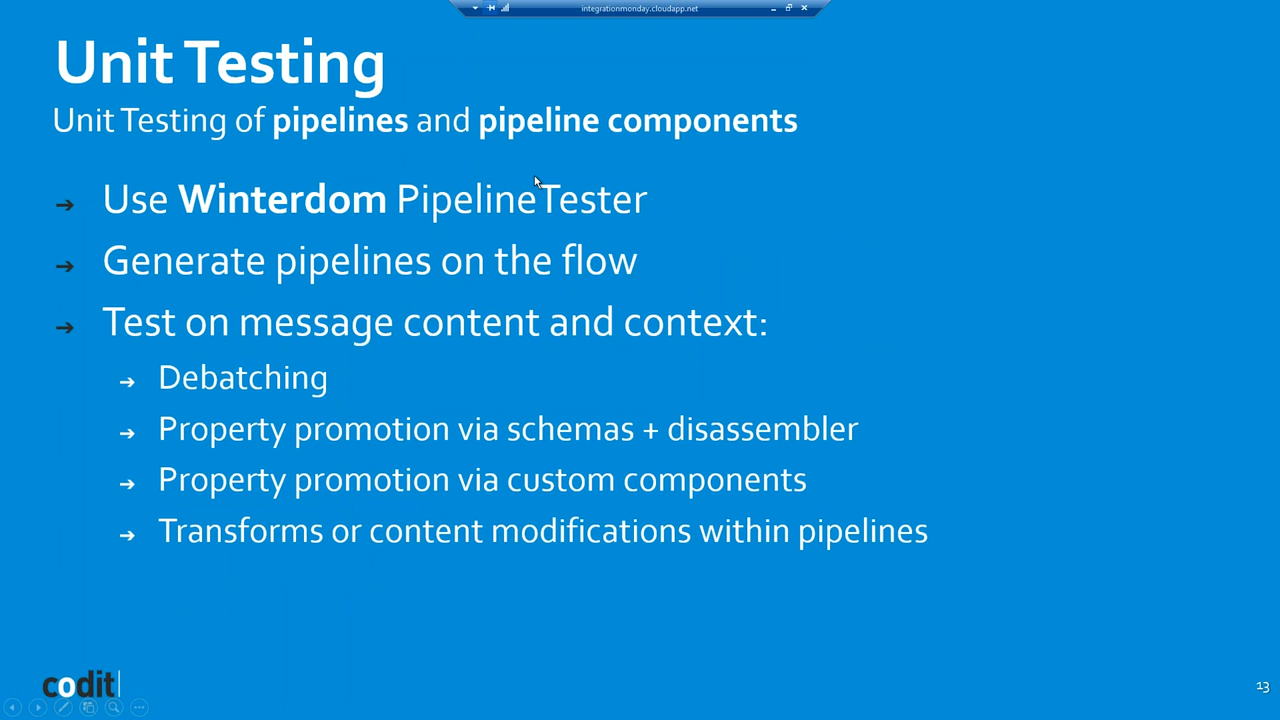 integrationmonday.cloudapp.net
Unit Testing
Unit Testing of pipelines and pipeline components
Use Winterdom PipelineTester
Generate pipelines on the flow
Test on message content and context:
Debatching
Property promotion via schemas + disassembler
Property promotion via custom components
Transforms or content modifications within pipelines
codit
13